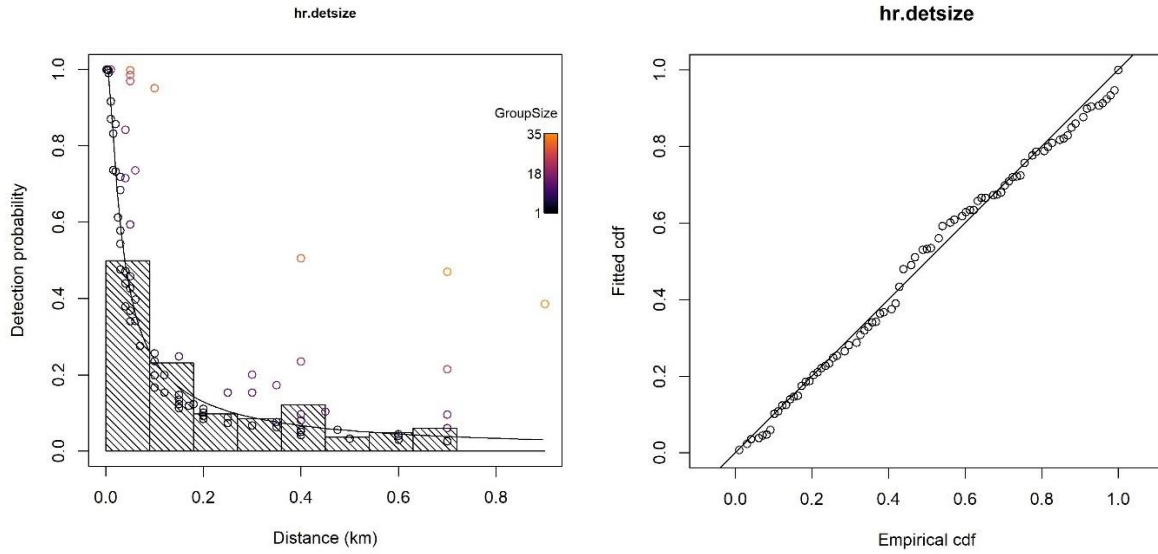 hr.detsize
Detection probability
1.0
0.8
0.6
0.4
0.2
0.0
GroupSize
35
18
1
0.0 0.2 0.4 0.6 0.8
Distance (km)
hr.detsize
Fitted cdf
1.0
0.8
0.6
0.4
0.2
0.0
0.0 0.2 0.4 0.6 0.8 1.0
Empirical cdf